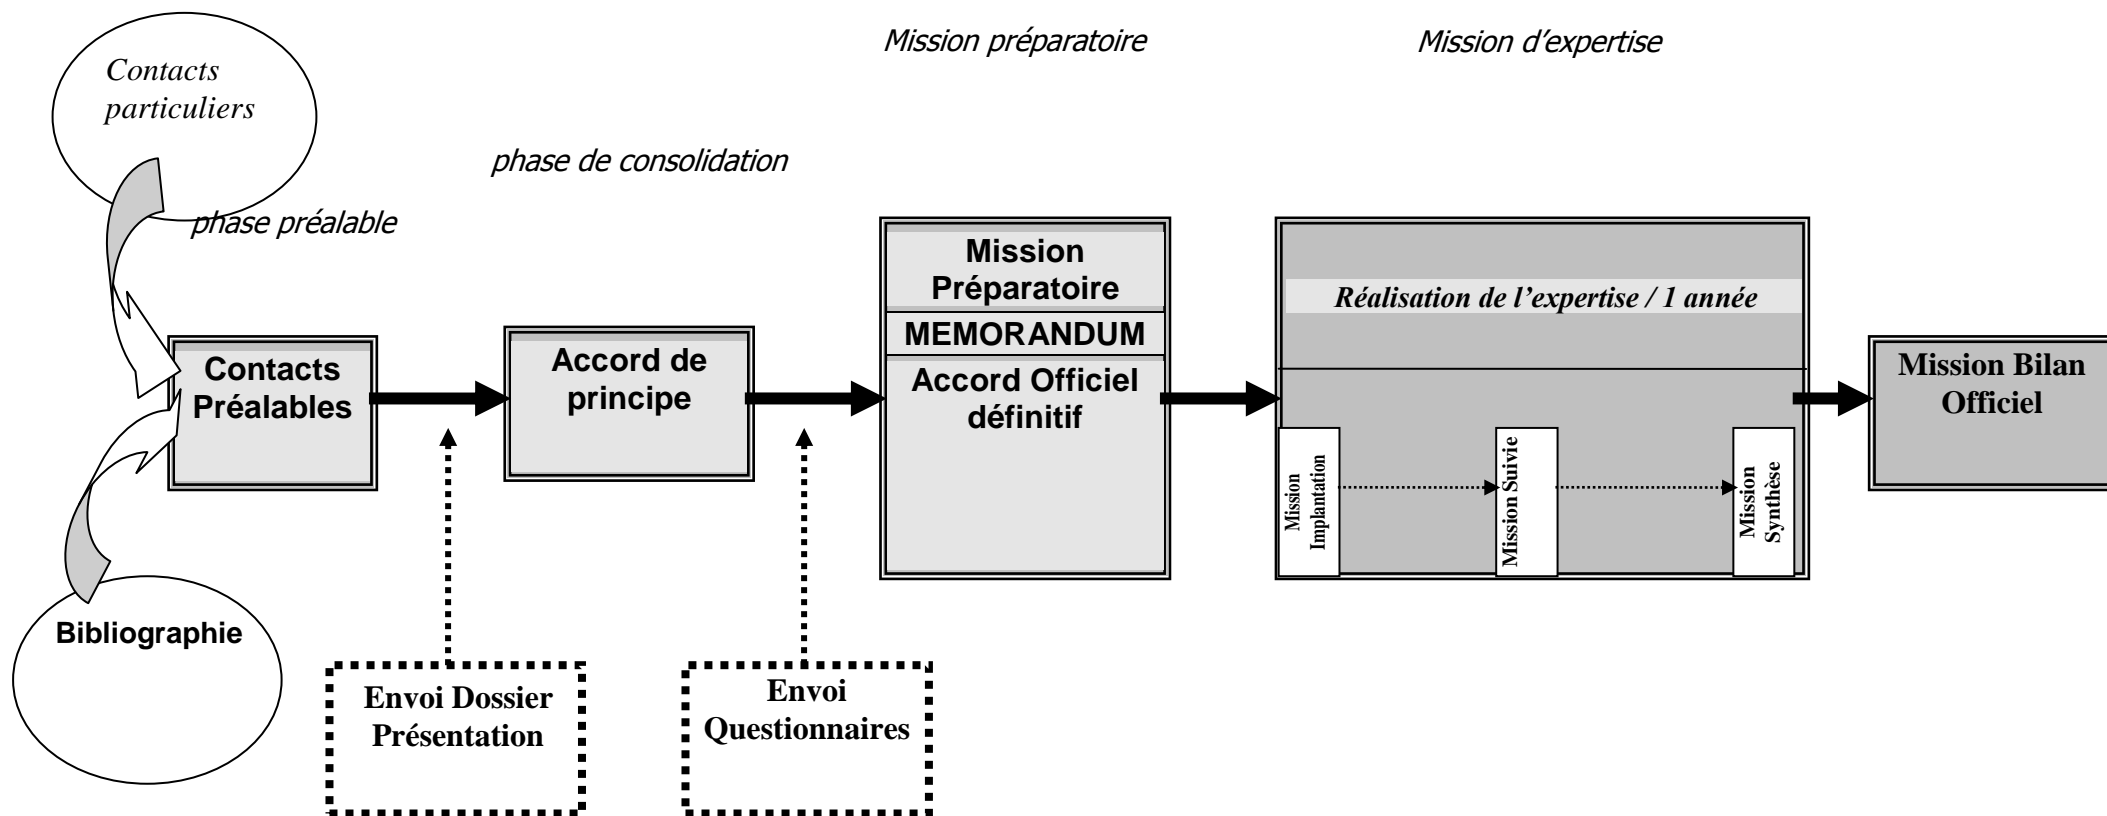 Mission préparatoire
Mission d'expertise
Contacts
particuliers
phase de consolidation
phase préalable
Mission
Préparatoire
MEMORANDUM
Accord Officiel
définitif
Réalisation de l'expertise / 1 année
Contacts
Préalables
Accord de
principe
Mission Bilan
Officiel
Mission
Implantation
Mission Suivie
Mission
Synthèse
Bibliographie
Envoi Dossier
Présentation
Envoi
Questionnaires